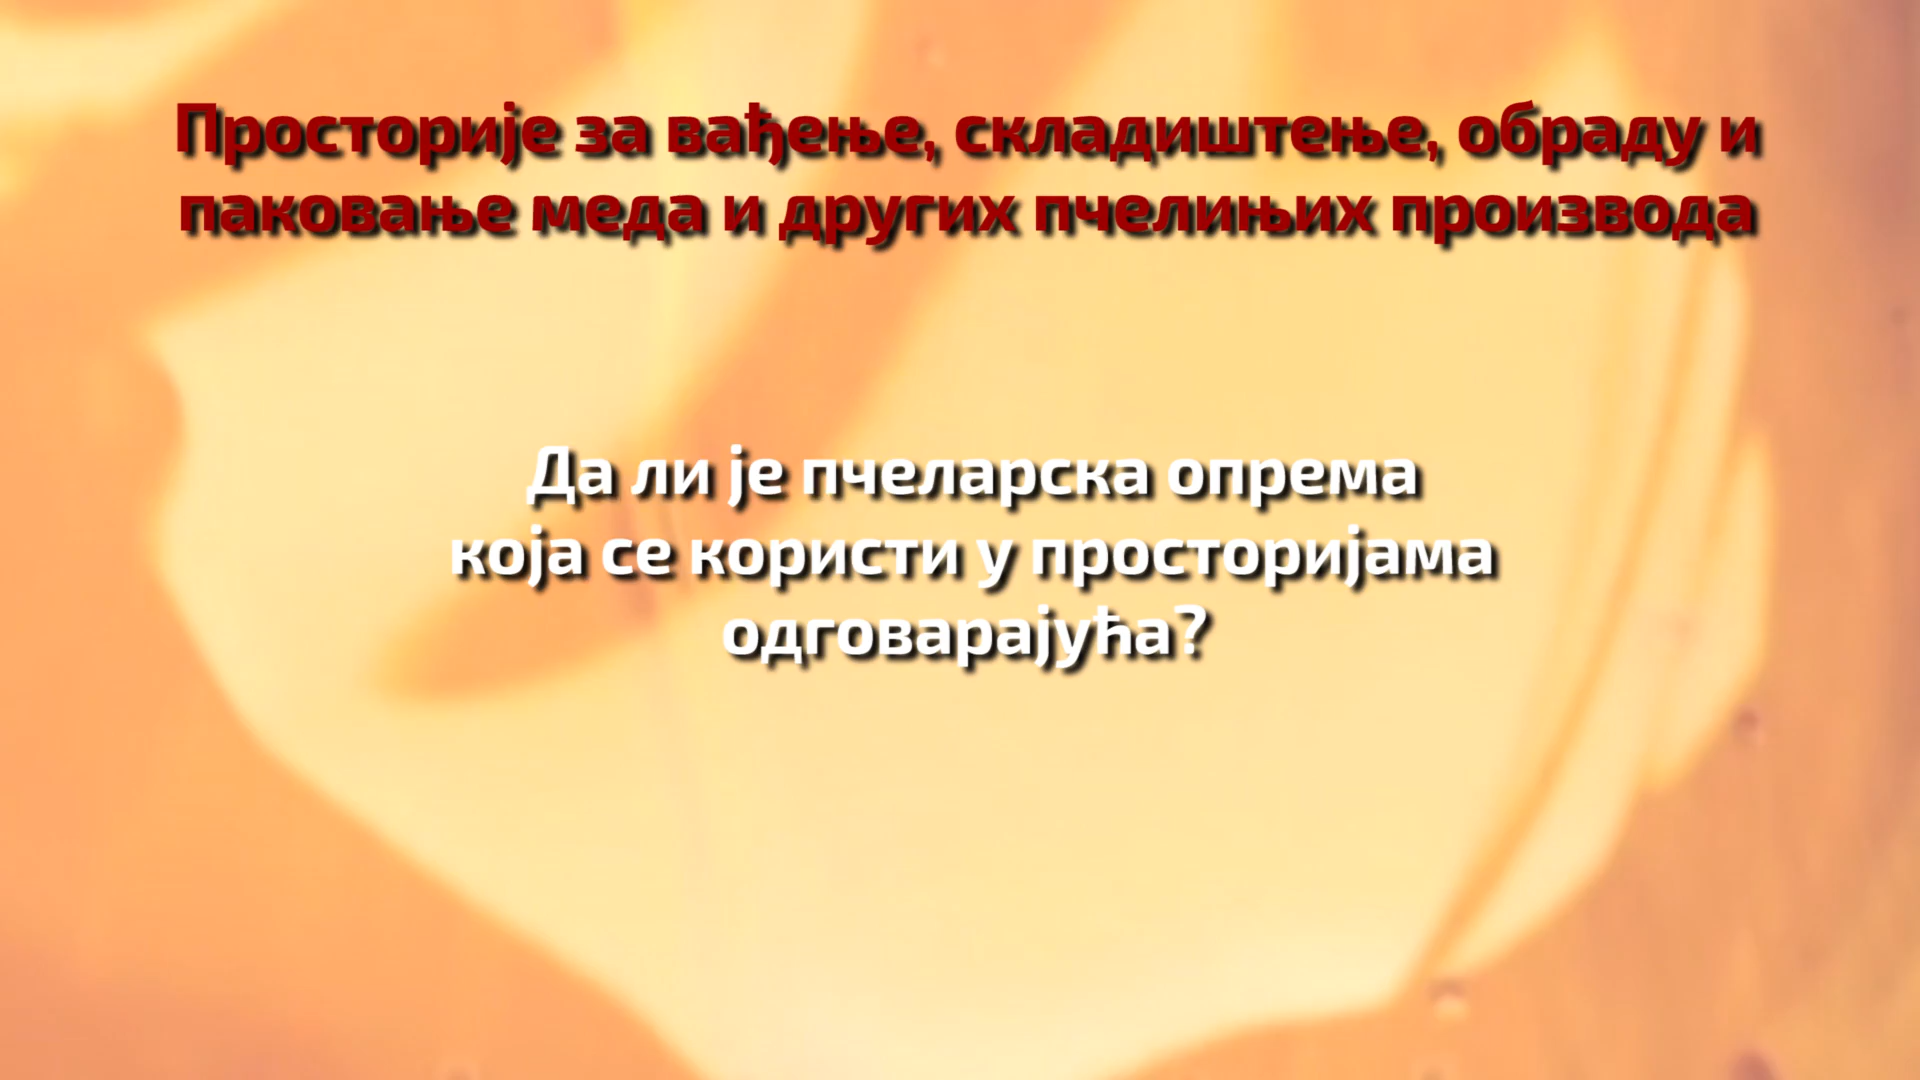 Просторије за вађење, складиштење, обраду и
паковање меда и других пчелињих производа
Да ли је пчеларска опрема
која се користи у просторијама
одговарајућа?